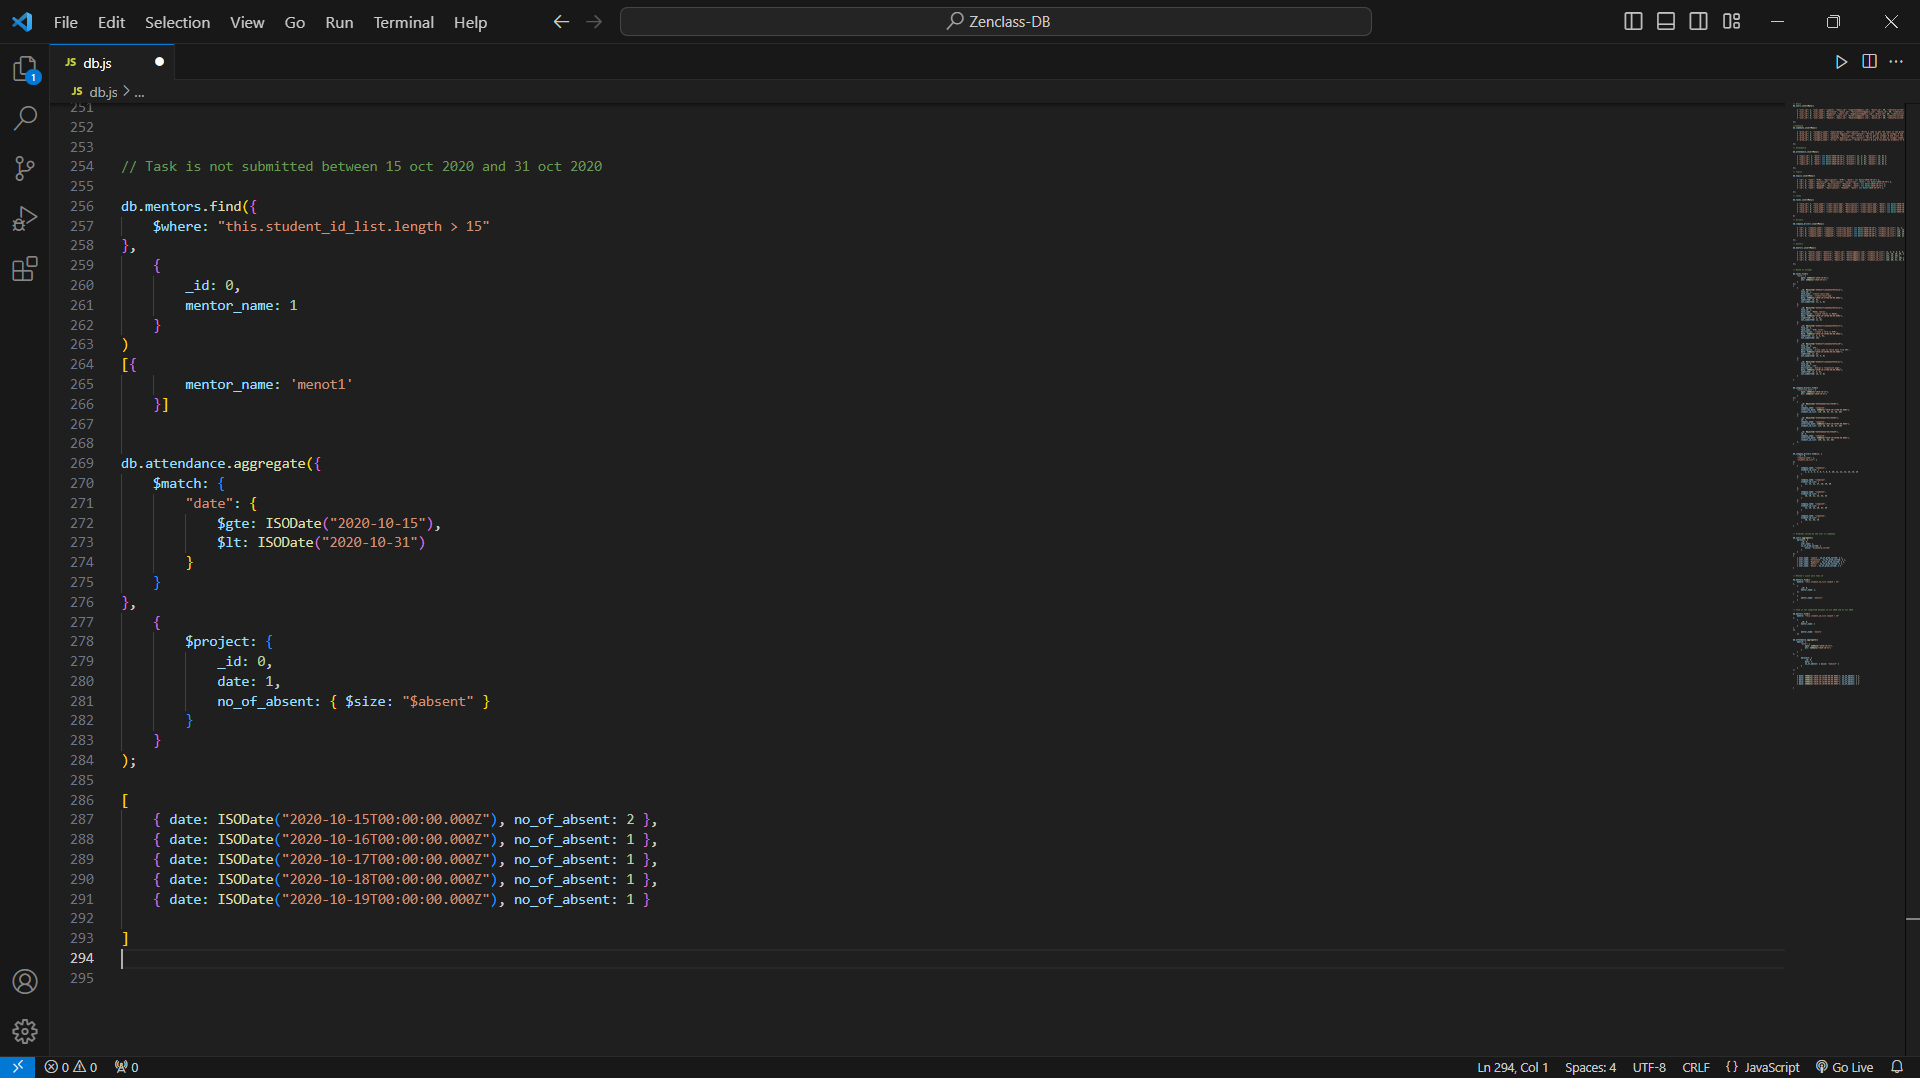 File Edit Selection View Go Run Terminal Help Zenclass-DB
JS db.js
JS db.js > ...
251
252
253
254 // Task is not submitted between 15 oct 2020 and 31 oct 2020
255
256 db.mentors.find({
257     $where: "this.student_id_list.length > 15"
258 },
259     {
260         _id: 0,
261         mentor_name: 1
262     }
263 )
264 [{
265         mentor_name: 'menot1'
266     }]
267
268
269 db.attendance.aggregate({
270     $match: {
271         "date": {
272             $gte: ISODate("2020-10-15"),
273             $lt: ISODate("2020-10-31")
274         }
275     }
276 },
277     {
278         $project: {
279             _id: 0,
280             date: 1,
281             no_of_absent: { $size: "$absent" }
282         }
283     }
284 );
285
286 [
287     { date: ISODate("2020-10-15T00:00:00.000Z"), no_of_absent: 2 },
288     { date: ISODate("2020-10-16T00:00:00.000Z"), no_of_absent: 1 },
289     { date: ISODate("2020-10-17T00:00:00.000Z"), no_of_absent: 1 },
290     { date: ISODate("2020-10-18T00:00:00.000Z"), no_of_absent: 1 },
291     { date: ISODate("2020-10-19T00:00:00.000Z"), no_of_absent: 1 }
292
293 ]
294
295
1
0 0 0 Ln 294, Col 1 Spaces: 4 UTF-8 CRLF {} JavaScript Go Live